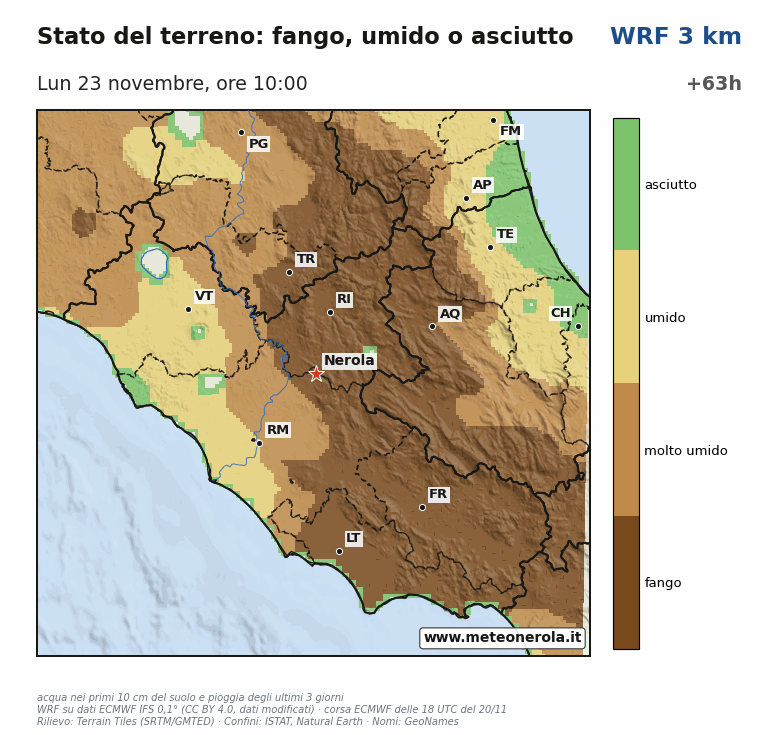 Stato del terreno: fango, umido o asciutto
WRF 3 km
Lun 23 novembre, ore 10:00
+63h
FM
PG
AP
TE
TR
VT
RI
AQ
CH
Nerola
RM
FR
LT
www.meteonerola.it
asciutto
umido
molto umido
fango
acqua nei primi 10 cm del suolo e pioggia degli ultimi 3 giorni
WRF su dati ECMWF IFS 0,1° (CC BY 4.0, dati modificati) · corsa ECMWF delle 18 UTC del 20/11
Rilievo: Terrain Tiles (SRTM/GMTED) · Confini: ISTAT, Natural Earth · Nomi: GeoNames